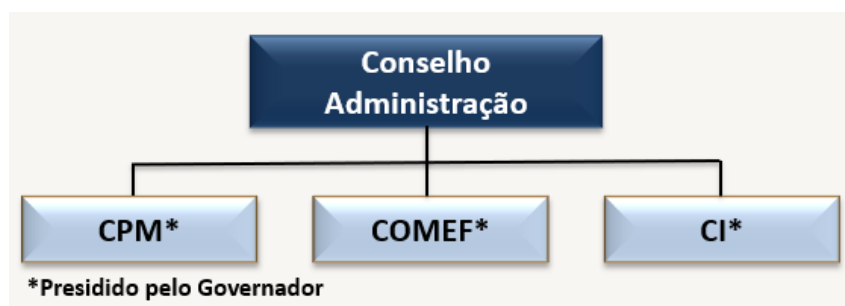 Conselho
Administração
CPM*
COMEF*
CI*
*Presidido pelo Governador